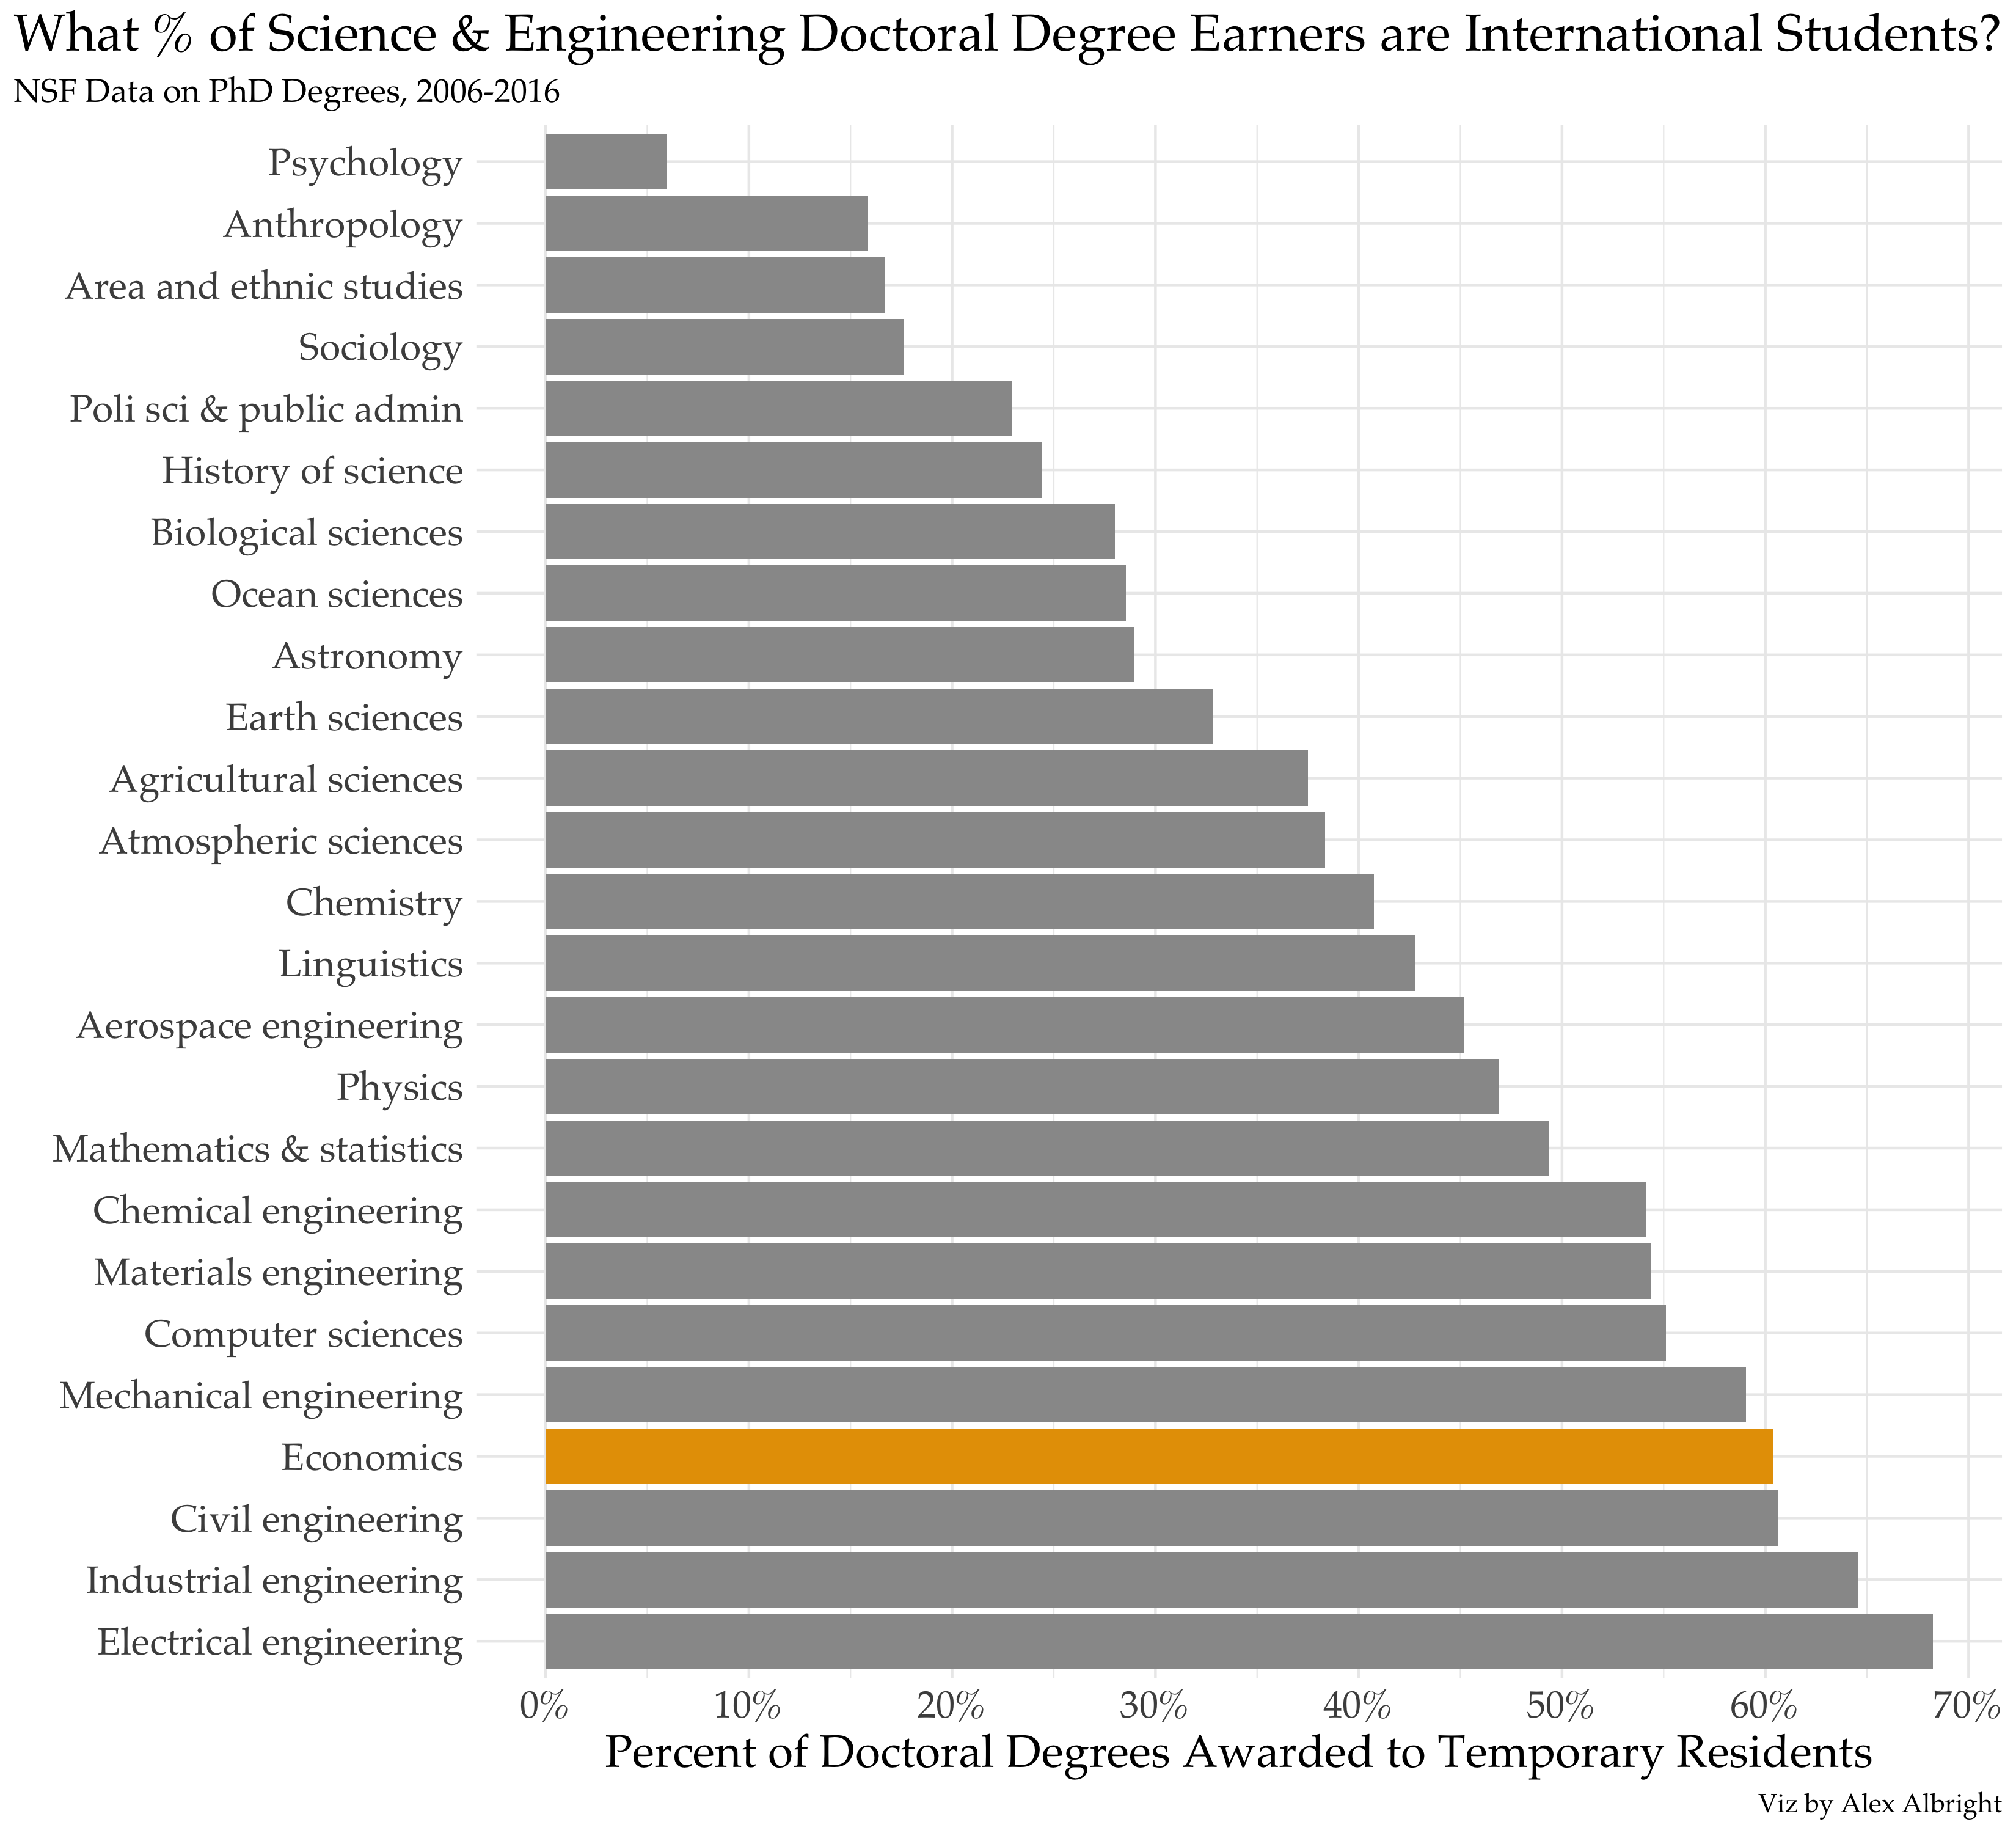 What % of Science & Engineering Doctoral Degree Earners are International Students?
NSF Data on PhD Degrees, 2006-2016
Psychology
Anthropology
Area and ethnic studies
Sociology
Poli sci & public admin
History of science
Biological sciences
Ocean sciences
Astronomy
Earth sciences
Agricultural sciences
Atmospheric sciences
Chemistry
Linguistics
Aerospace engineering
Physics
Mathematics & statistics
Chemical engineering
Materials engineering
Computer sciences
Mechanical engineering
Economics
Civil engineering
Industrial engineering
Electrical engineering
0% 10% 20% 30% 40% 50% 60% 70%
Percent of Doctoral Degrees Awarded to Temporary Residents
Viz by Alex Albright